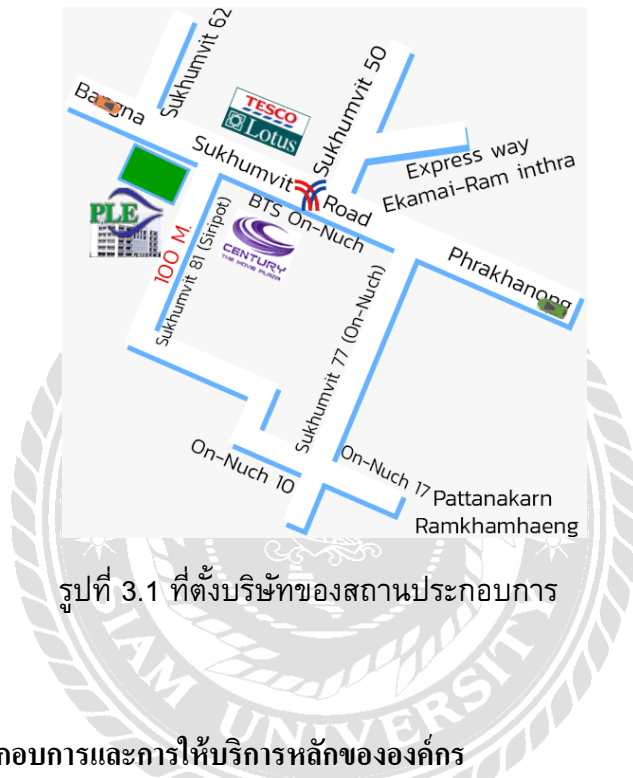 Sukhumvit 62
Bangna
TESCO
Lotus
Sukhumvit 50
Sukhumvit Road
Express way
Ekamai-Ram inthra
BTS On-Nuch
PLE
100 M.
Sukhumvit 81 (Siripot)
CENTURY
THE MOVIE PLAZA
Phrakhanong
Sukhumvit 77 (On-Nuch)
On-Nuch 10
On-Nuch 17
Pattanakarn
Ramkhamhaeng
รูปที่ 3.1 ที่ตั้งบริษัทของสถานประกอบการ
SIAM UNIVERSITY
กอบการและการให้บริการหลักขององค์กร